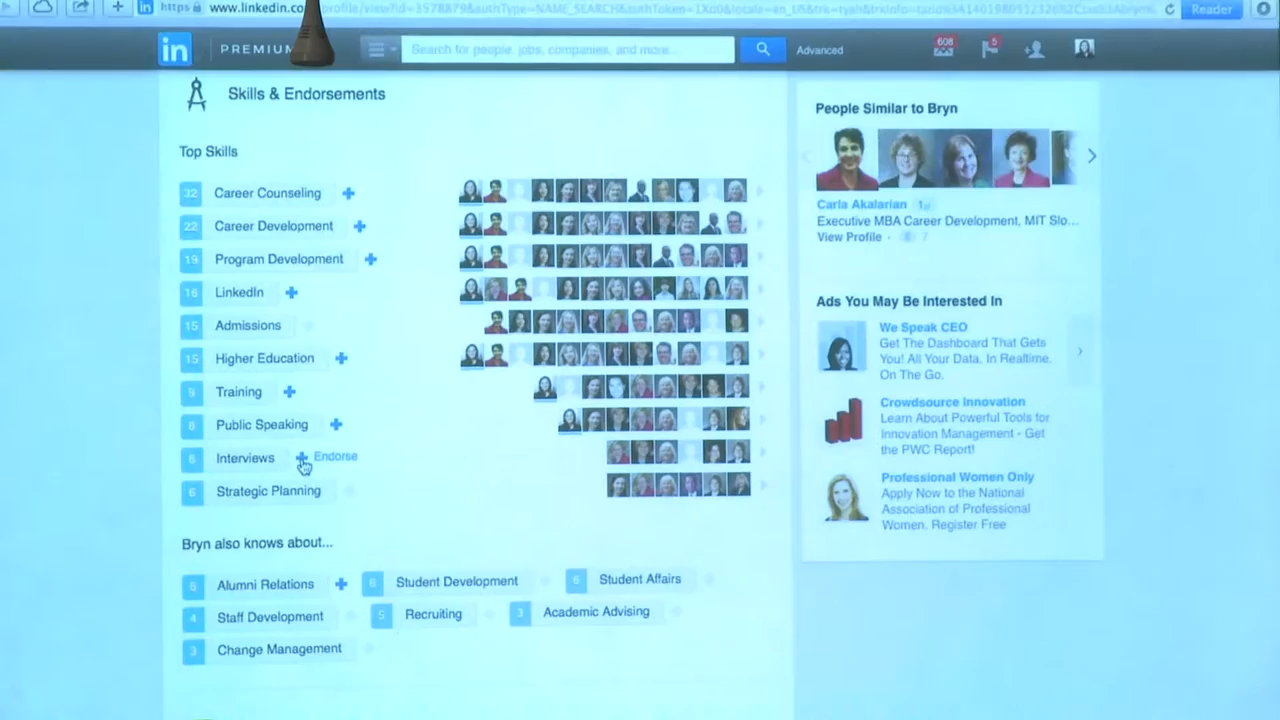 https
www.linkedin.com
Reader
in PREMIUM
Search for people, jobs, companies, and more...
Advanced
608
5
Skills & Endorsements
Top Skills
32 Career Counseling
22 Career Development
19 Program Development
16 LinkedIn
15 Admissions
15 Higher Education
9 Training
8 Public Speaking
6 Interviews Endorse
6 Strategic Planning
Bryn also knows about...
Alumni Relations
6 Student Development
6 Student Affairs
4 Staff Development
5 Recruiting
3 Academic Advising
3 Change Management
People Similar to Bryn
Carla Akalarian 1st
Executive MBA Career Development, MIT Slo...
View Profile ·
Ads You May Be Interested In
We Speak CEO
Get The Dashboard That Gets
You! All Your Data, In Realtime.
On The Go.
Crowdsource Innovation
Learn About Powerful Tools for
Innovation Management - Get
the PWC Report!
Professional Women Only
Apply Now to the National
Association of Professional
Women. Register Free